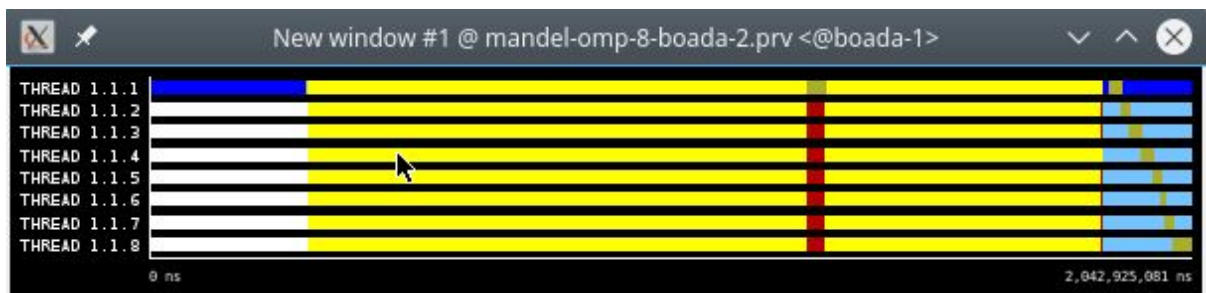 New window #1 @ mandel-omp-8-boada-2.prv <@boada-1>
THREAD 1.1.1
THREAD 1.1.2
THREAD 1.1.3
THREAD 1.1.4
THREAD 1.1.5
THREAD 1.1.6
THREAD 1.1.7
THREAD 1.1.8
0 ns 2,042,925,081 ns